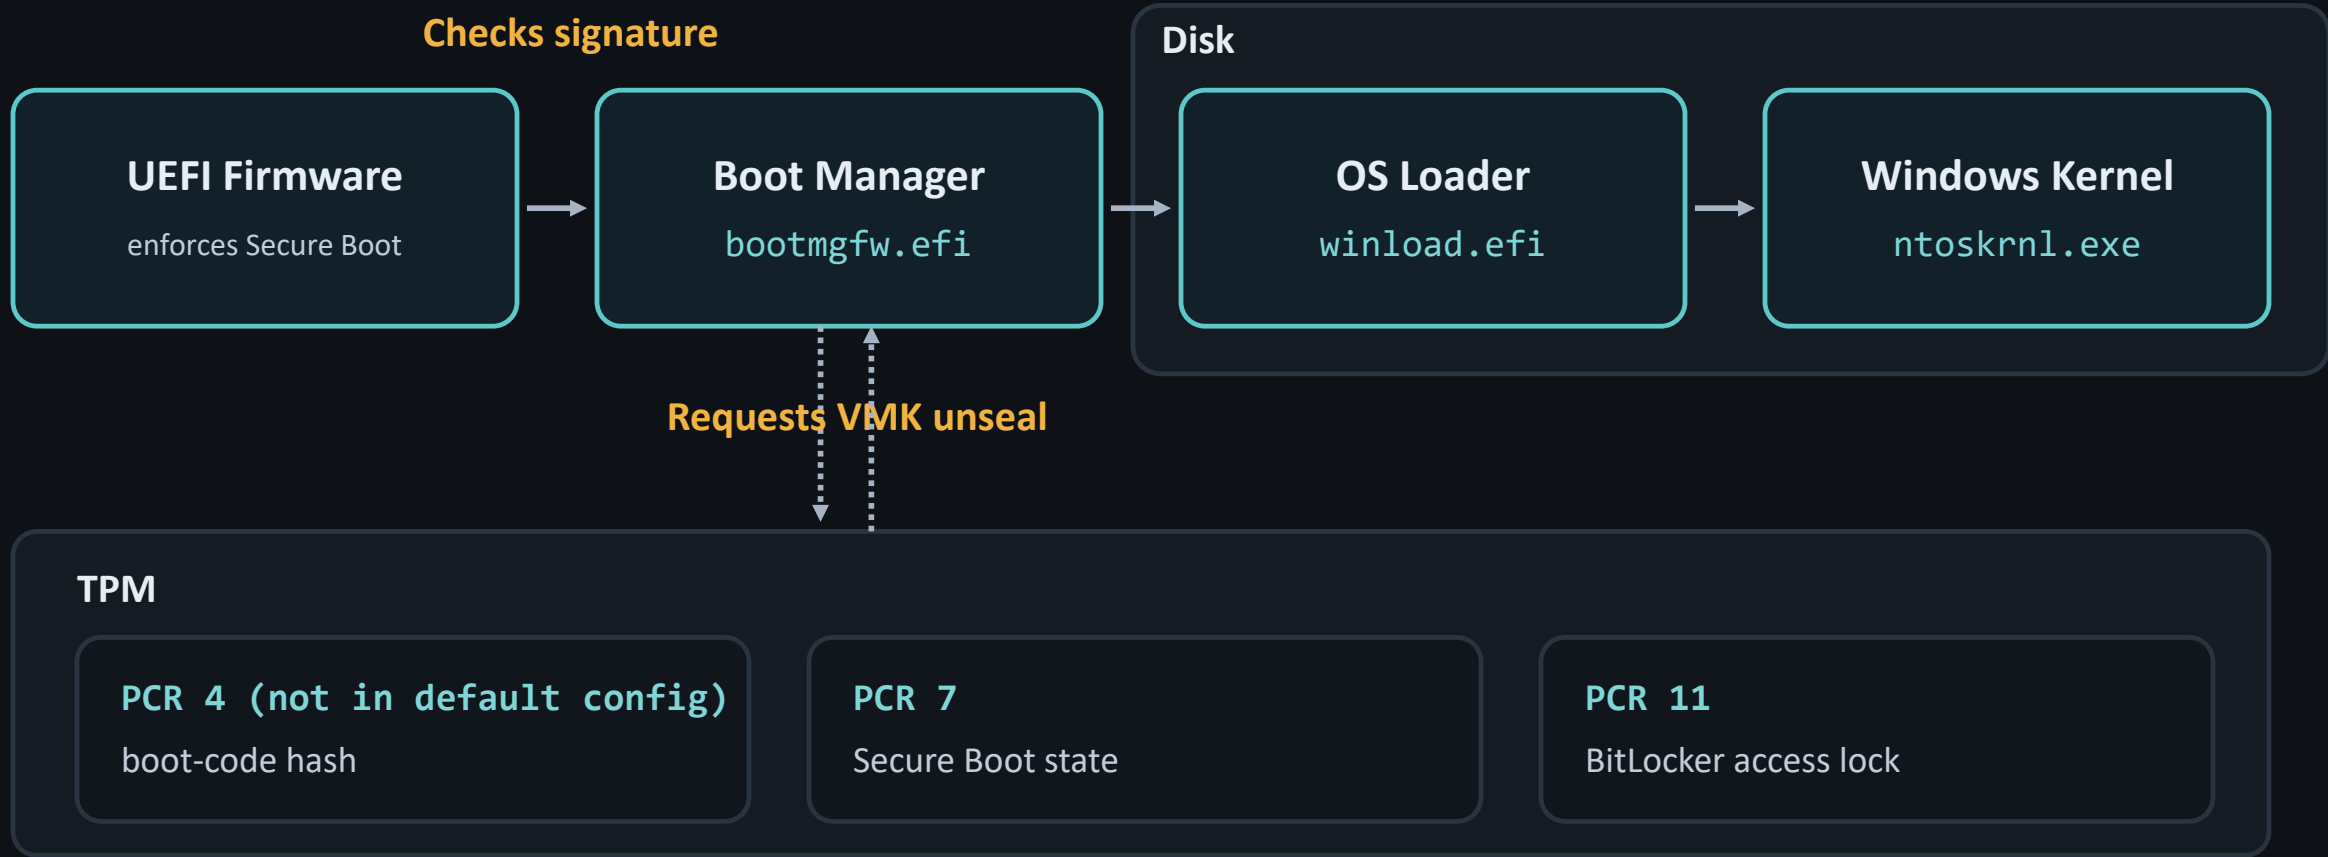 Checks signature
Disk
UEFI Firmware
enforces Secure Boot
Boot Manager
bootmgfw.efi
OS Loader
winload.efi
Windows Kernel
ntoskrnl.exe
Requests VMK unseal
TPM
PCR 4 (not in default config)
boot-code hash
PCR 7
Secure Boot state
PCR 11
BitLocker access lock